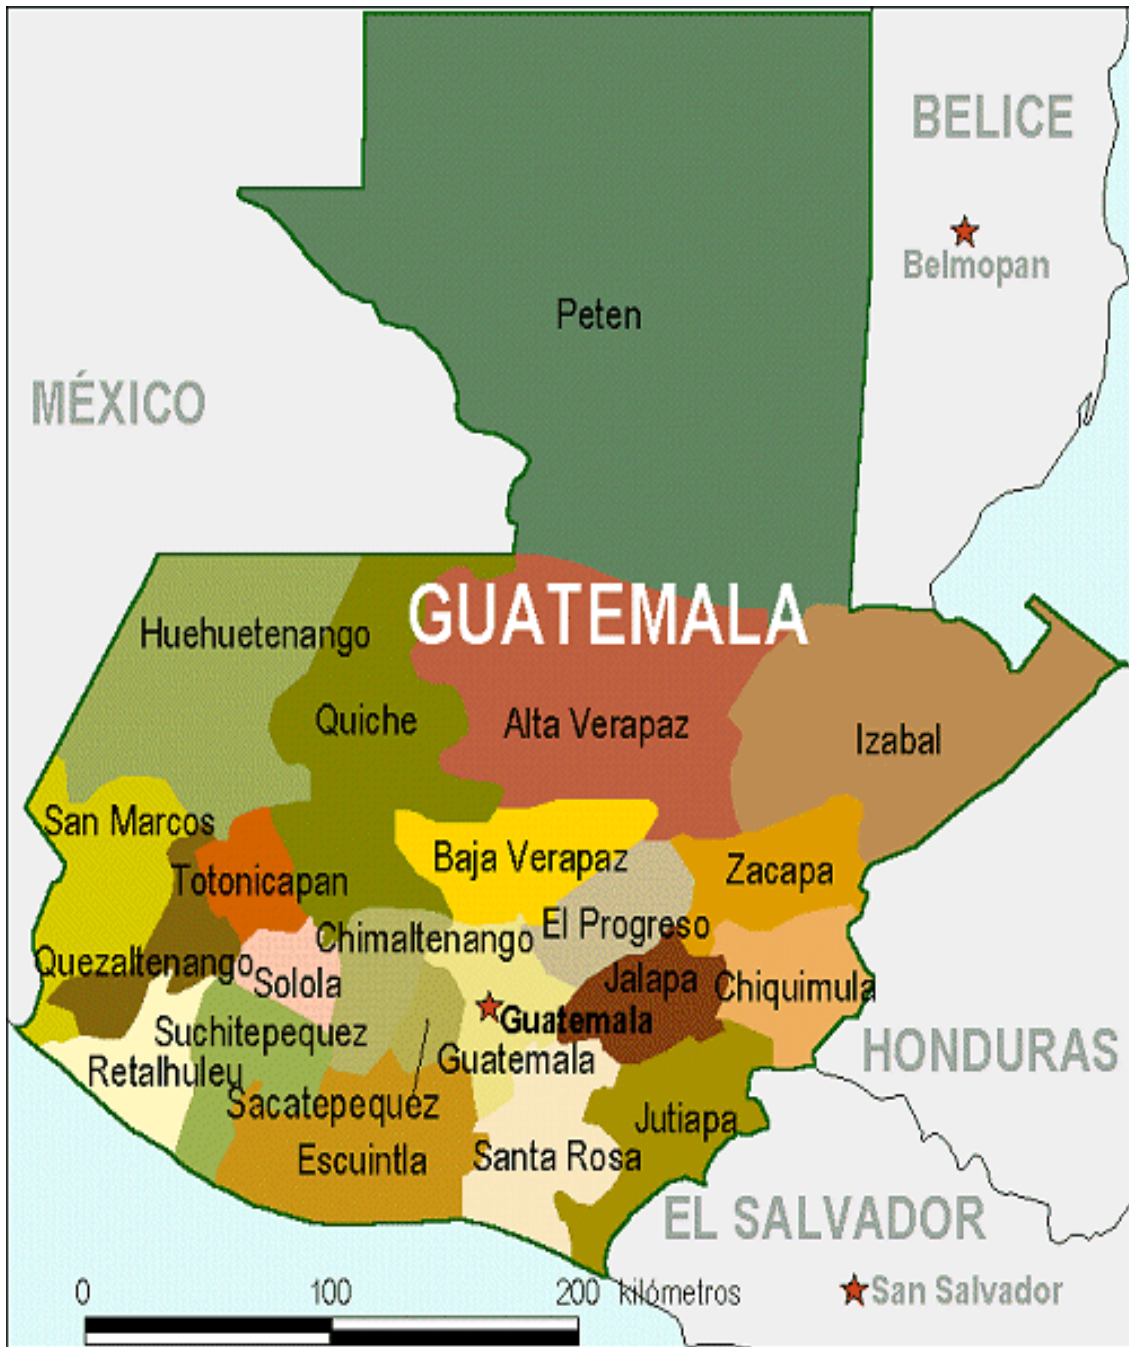 BELICE
Belmopan
Peten
MÉXICO
GUATEMALA
Huehuetenango
Quiche
Alta Verapaz
Izabal
San Marcos
Baja Verapaz
Zacapa
Totonicapan
El Progreso
Chimaltenango
Quezaltenango
Solola
Jalapa
Chiquimula
Guatemala
Suchitepequez
Guatemala
HONDURAS
Retalhuleu
Sacatepequez
Jutiapa
Escuintla
Santa Rosa
EL SALVADOR
San Salvador
0 100 200 kilómetros